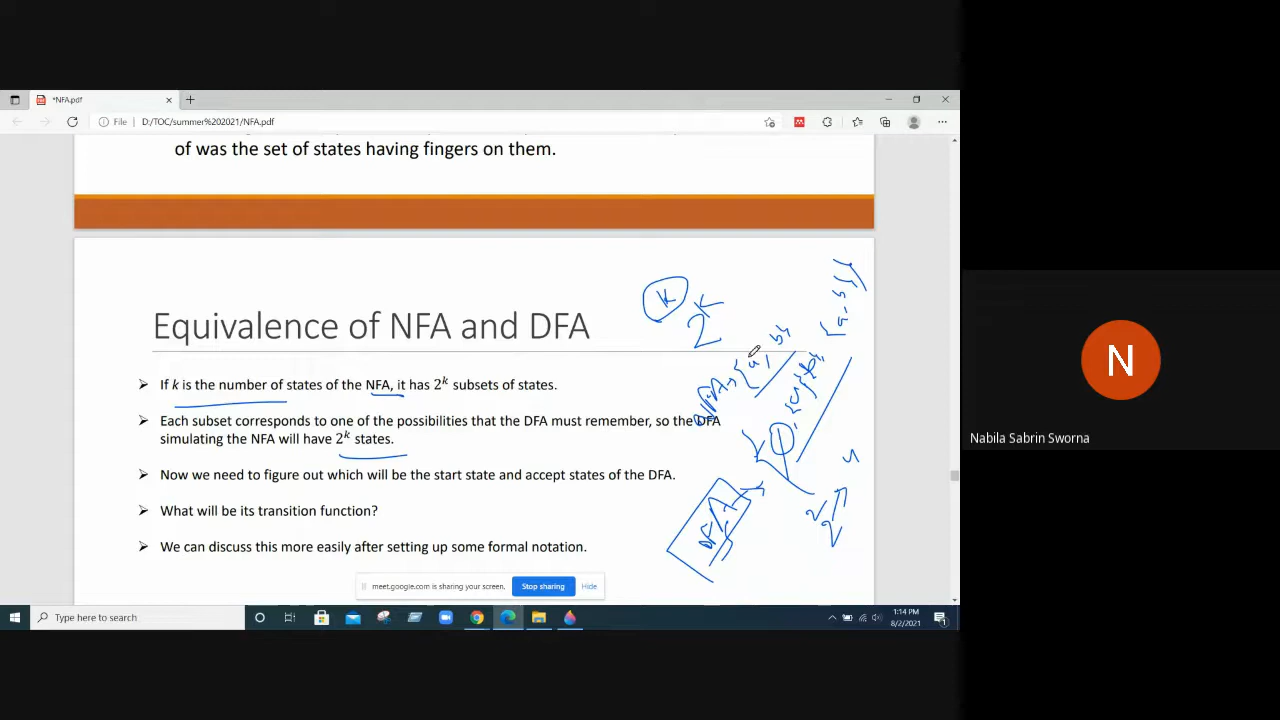 *NFA.pdf
File D:/TOC/summer%202021/NFA.pdf
of was the set of states having fingers on them.
Equivalence of NFA and DFA
k
2^k
➢ If k is the number of states of the NFA, it has 2^k subsets of states.
➢ Each subset corresponds to one of the possibilities that the DFA must remember, so the DFA
simulating the NFA will have 2^k states.
➢ Now we need to figure out which will be the start state and accept states of the DFA.
➢ What will be its transition function?
➢ We can discuss this more easily after setting up some formal notation.
NFA → {a, b}
{a, b}
DFA
meet.google.com is sharing your screen. Stop sharing Hide
Type here to search
1:14 PM
8/2/2021
1
N
Nabila Sabrin Sworna